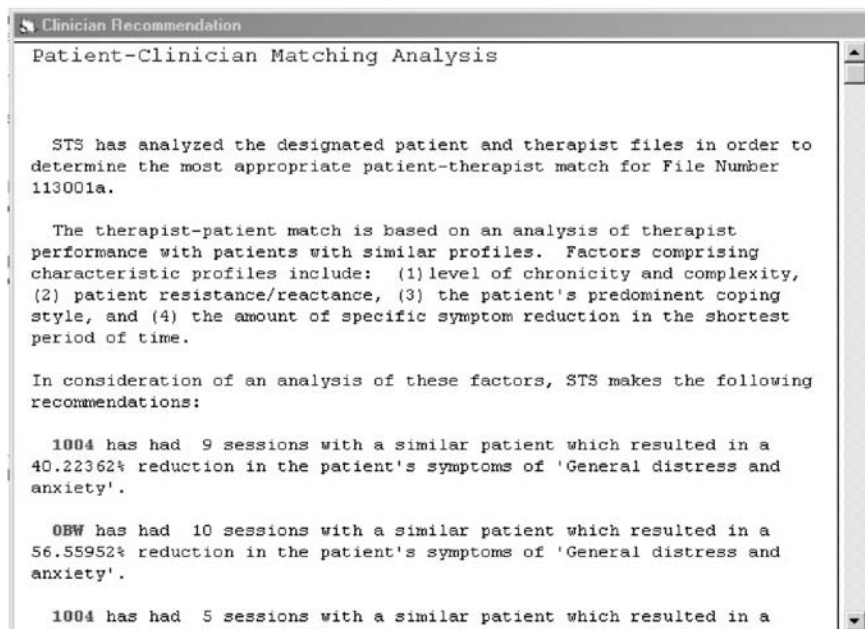 Clinician Recommendation
Patient-Clinician Matching Analysis
STS has analyzed the designated patient and therapist files in order to
determine the most appropriate patient-therapist match for File Number
113001a.
The therapist-patient match is based on an analysis of therapist
performance with patients with similar profiles.  Factors comprising
characteristic profiles include:  (1) level of chronicity and complexity,
(2) patient resistance/reactance, (3) the patient's predominent coping
style, and (4) the amount of specific symptom reduction in the shortest
period of time.
In consideration of an analysis of these factors, STS makes the following
recommendations:
1004 has had  9 sessions with a similar patient which resulted in a
40.22362% reduction in the patient's symptoms of 'General distress and
anxiety'.
OBW has had  10 sessions with a similar patient which resulted in a
56.55952% reduction in the patient's symptoms of 'General distress and
anxiety'.
1004 has had  5 sessions with a similar patient which resulted in a